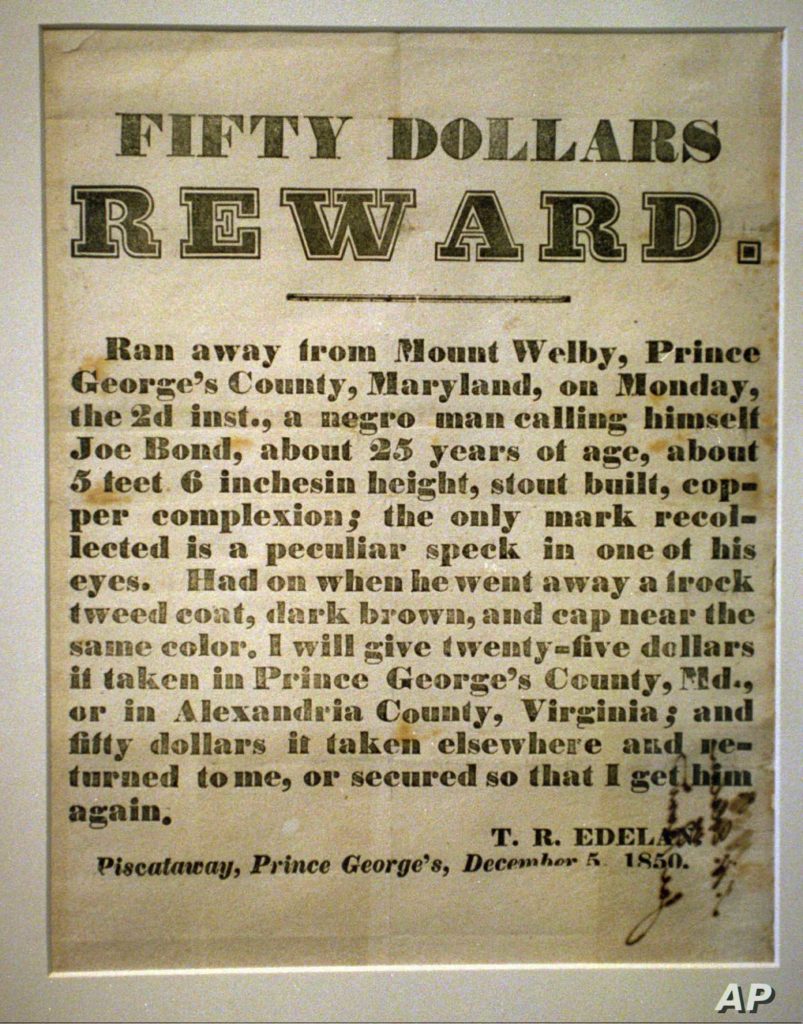 FIFTY DOLLARS
REWARD.
Ran away from Mount Welby, Prince
George's County, Maryland, on Monday,
the 2d inst., a negro man calling himself
Joe Bond, about 25 years of age, about
5 feet 6 inchesin height, stout built, cop-
per complexion; the only mark recol-
lected is a peculiar speck in one of his
eyes. Had on when he went away a frock
tweed coat, dark brown, and cap near the
same color. I will give twenty-five dollars
if taken in Prince George's County, Md.,
or in Alexandria County, Virginia; and
fifty dollars if taken elsewhere and re-
turned to me, or secured so that I get him
again.
T. R. EDELAN
Piscataway, Prince George's, December 5, 1850.
AP